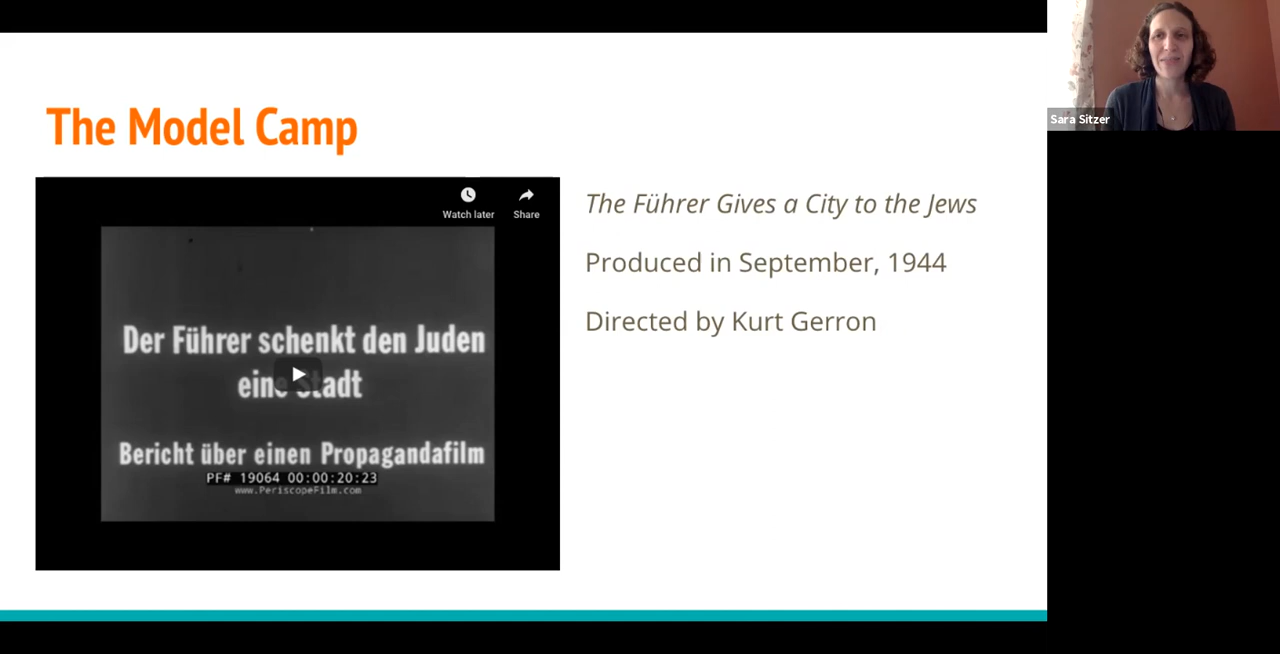 The Model Camp
Watch later
Share
Der Führer schenkt den Juden
eine Stadt
Bericht über einen Propagandafilm
PF# 19064 00:00:20:23
www.PeriscopeFilm.com
The Führer Gives a City to the Jews
Produced in September, 1944
Directed by Kurt Gerron
Sara Sitzer